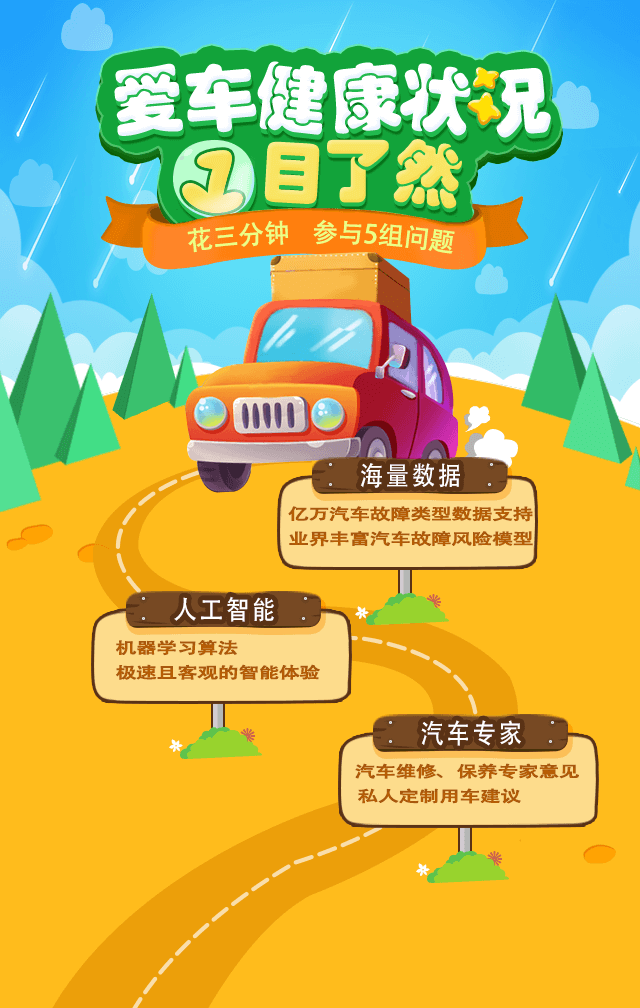 爱车健康状况
1目了然
花三分钟 参与5组问题
海量数据
亿万汽车故障类型数据支持
业界丰富汽车故障风险模型
人工智能
机器学习算法
极速且客观的智能体验
汽车专家
汽车维修、保养专家意见
私人定制用车建议